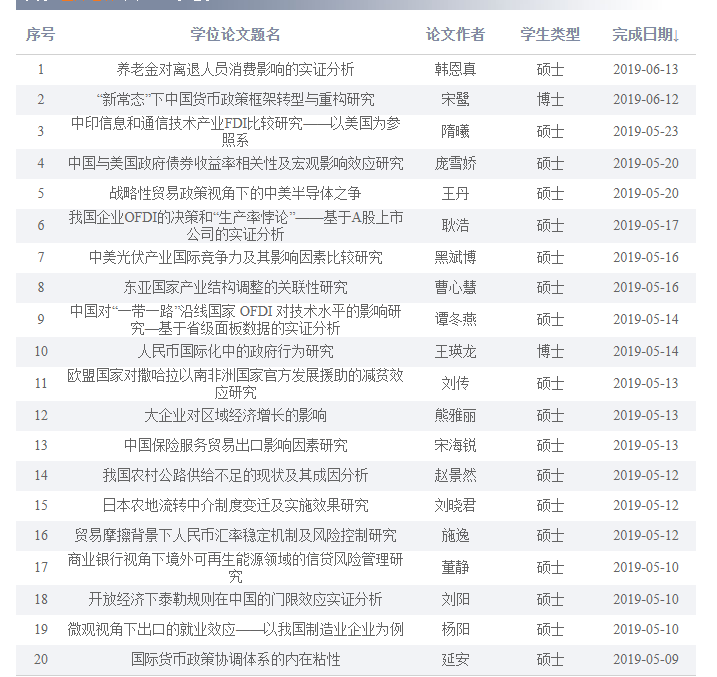 序号 学位论文题名 论文作者 学生类型 完成日期↓
1 养老金对离退人员消费影响的实证分析 韩恩真 硕士 2019-06-13
2 “新常态”下中国货币政策框架转型与重构研究 宋鹭 博士 2019-06-12
3 中印信息和通信技术产业FDI比较研究——以美国为参
照系 隋曦 硕士 2019-05-23
4 中国与美国政府债券收益率相关性及宏观影响效应研究 庞雪娇 硕士 2019-05-20
5 战略性贸易政策视角下的中美半导体之争 王丹 硕士 2019-05-20
6 我国企业OFDI的决策和“生产率悖论”——基于A股上市
公司的实证分析 耿浩 硕士 2019-05-17
7 中美光伏产业国际竞争力及其影响因素比较研究 黑斌博 硕士 2019-05-16
8 东亚国家产业结构调整的关联性研究 曹心慧 硕士 2019-05-16
9 中国对“一带一路”沿线国家 OFDI 对技术水平的影响研
究—基于省级面板数据的实证分析 谭冬燕 硕士 2019-05-14
10 人民币国际化中的政府行为研究 王瑛龙 博士 2019-05-14
11 欧盟国家对撒哈拉以南非洲国家官方发展援助的减贫效
应研究 刘传 硕士 2019-05-13
12 大企业对区域经济增长的影响 熊雅丽 硕士 2019-05-13
13 中国保险服务贸易出口影响因素研究 宋海锐 硕士 2019-05-13
14 我国农村公路供给不足的现状及其成因分析 赵景然 硕士 2019-05-12
15 日本农地流转中介制度变迁及实施效果研究 刘晓君 硕士 2019-05-12
16 贸易摩擦背景下人民币汇率稳定机制及风险控制研究 施逸 硕士 2019-05-12
17 商业银行视角下境外可再生能源领域的信贷风险管理研
究 董静 硕士 2019-05-10
18 开放经济下泰勒规则在中国的门限效应实证分析 刘阳 硕士 2019-05-10
19 微观视角下出口的就业效应——以我国制造业企业为例 杨阳 硕士 2019-05-10
20 国际货币政策协调体系的内在粘性 延安 硕士 2019-05-09